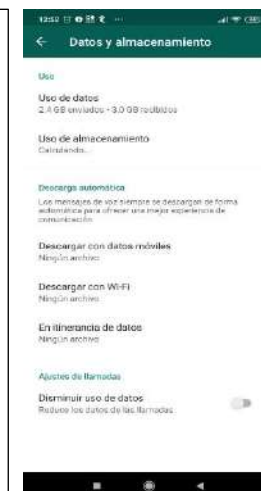 12:52
Datos y almacenamiento
Uso
Uso de datos
2.4 GB enviados • 3.0 GB recibidos
Uso de almacenamiento
Calculando...
Descarga automática
Los mensajes de voz siempre se descargan de forma
automática para ofrecer una mejor experiencia de
comunicación
Descargar con datos móviles
Ningún archivo
Descargar con Wi-Fi
Ningún archivo
En itinerancia de datos
Ningún archivo
Ajustes de llamadas
Disminuir uso de datos
Reduce los datos de las llamadas